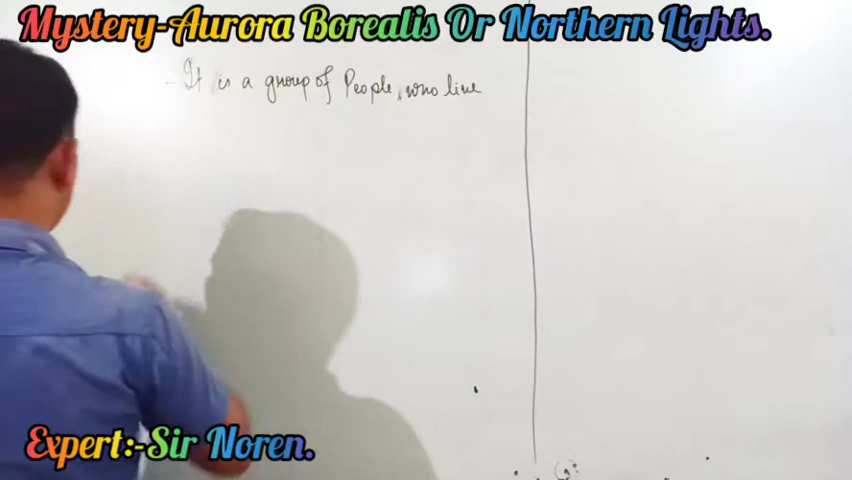 Mystery-Aurora Borealis Or Northern Lights.
- It is a group of People, who live
Expert:-Sir Noren.